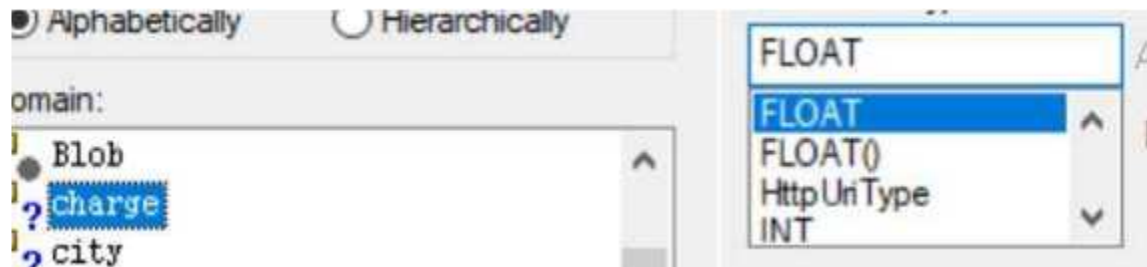 Alphabetically
Hierarchically
omain:
Blob
charge
city
FLOAT
FLOAT
FLOAT()
HttpUriType
INT